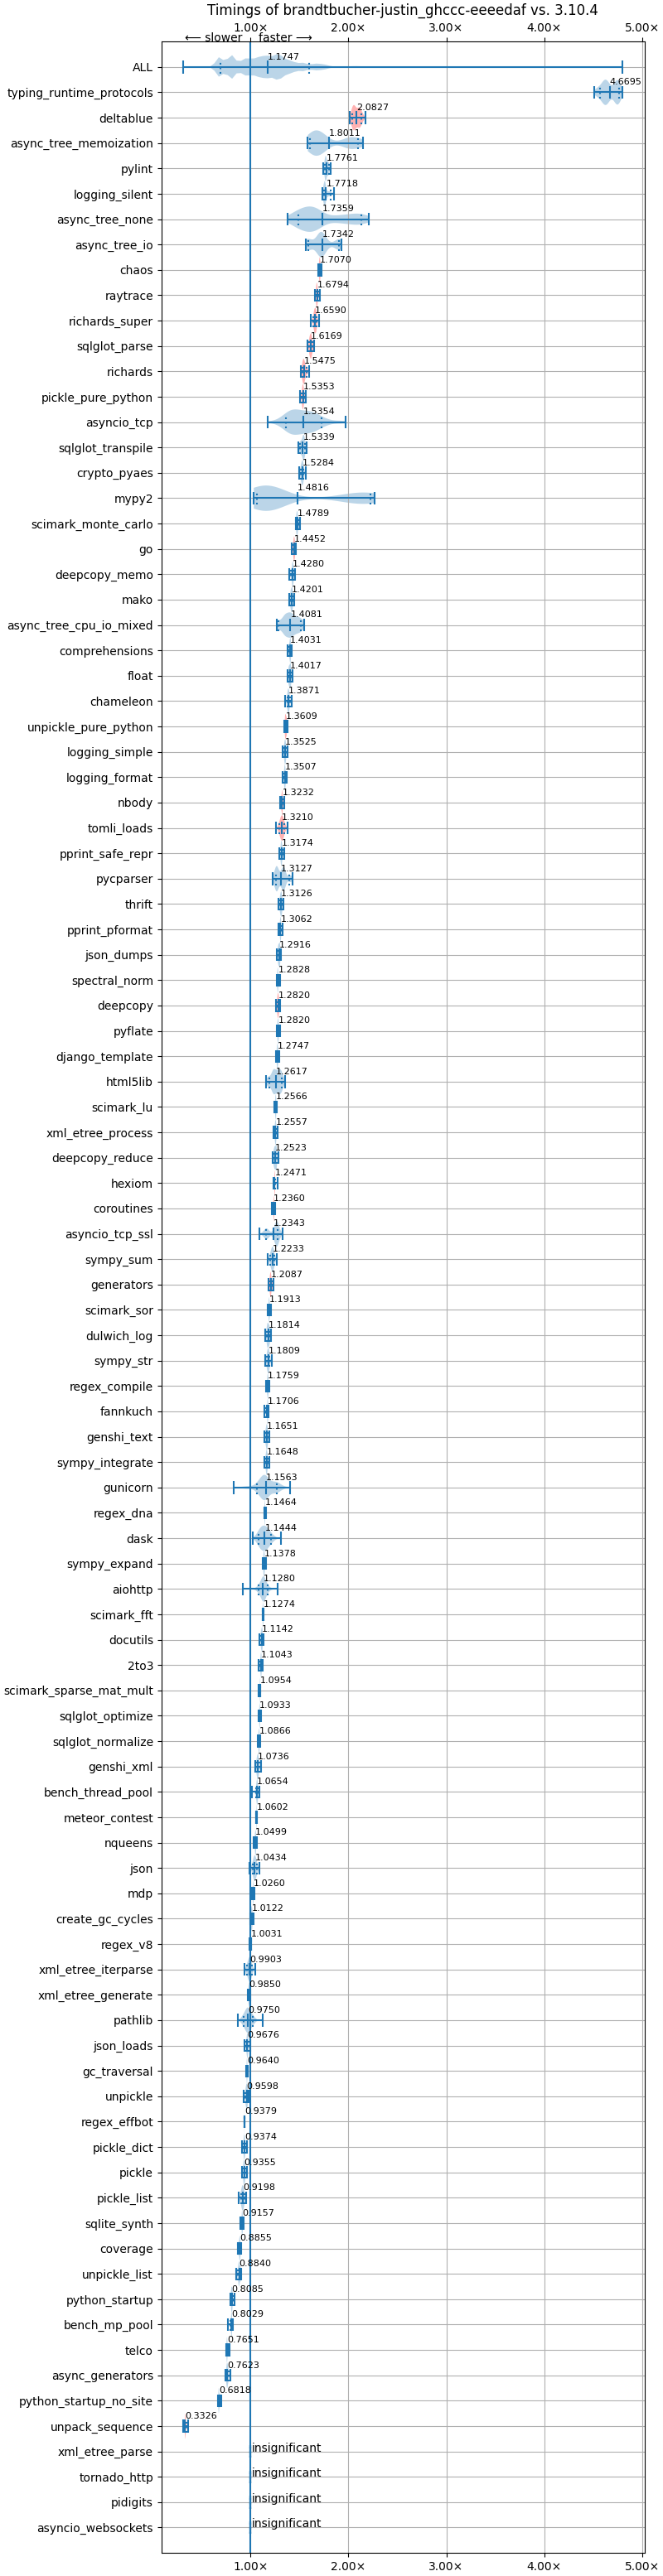 Timings of brandtbucher-justin_ghccc-eeeedaf vs. 3.10.4
1.00× 2.00× 3.00× 4.00× 5.00×
⟵ slower faster ⟶
ALL 1.1747
typing_runtime_protocols 4.6695
deltablue 2.0827
async_tree_memoization 1.8011
pylint 1.7761
logging_silent 1.7718
async_tree_none 1.7359
async_tree_io 1.7342
chaos 1.7070
raytrace 1.6794
richards_super 1.6590
sqlglot_parse 1.6169
richards 1.5475
pickle_pure_python 1.5353
asyncio_tcp 1.5354
sqlglot_transpile 1.5339
crypto_pyaes 1.5284
mypy2 1.4816
scimark_monte_carlo 1.4789
go 1.4452
deepcopy_memo 1.4280
mako 1.4201
async_tree_cpu_io_mixed 1.4081
comprehensions 1.4031
float 1.4017
chameleon 1.3871
unpickle_pure_python 1.3609
logging_simple 1.3525
logging_format 1.3507
nbody 1.3232
tomli_loads 1.3210
pprint_safe_repr 1.3174
pycparser 1.3127
thrift 1.3126
pprint_pformat 1.3062
json_dumps 1.2916
spectral_norm 1.2828
deepcopy 1.2820
pyflate 1.2820
django_template 1.2747
html5lib 1.2617
scimark_lu 1.2566
xml_etree_process 1.2557
deepcopy_reduce 1.2523
hexiom 1.2471
coroutines 1.2360
asyncio_tcp_ssl 1.2343
sympy_sum 1.2233
generators 1.2087
scimark_sor 1.1913
dulwich_log 1.1814
sympy_str 1.1809
regex_compile 1.1759
fannkuch 1.1706
genshi_text 1.1651
sympy_integrate 1.1648
gunicorn 1.1563
regex_dna 1.1464
dask 1.1444
sympy_expand 1.1378
aiohttp 1.1280
scimark_fft 1.1274
docutils 1.1142
2to3 1.1043
scimark_sparse_mat_mult 1.0954
sqlglot_optimize 1.0933
sqlglot_normalize 1.0866
genshi_xml 1.0736
bench_thread_pool 1.0654
meteor_contest 1.0602
nqueens 1.0499
json 1.0434
mdp 1.0260
create_gc_cycles 1.0122
regex_v8 1.0031
xml_etree_iterparse 0.9903
xml_etree_generate 0.9850
pathlib 0.9750
json_loads 0.9676
gc_traversal 0.9640
unpickle 0.9598
regex_effbot 0.9379
pickle_dict 0.9374
pickle 0.9355
pickle_list 0.9198
sqlite_synth 0.9157
coverage 0.8855
unpickle_list 0.8840
python_startup 0.8085
bench_mp_pool 0.8029
telco 0.7651
async_generators 0.7623
python_startup_no_site 0.6818
unpack_sequence 0.3326
xml_etree_parse insignificant
tornado_http insignificant
pidigits insignificant
asyncio_websockets insignificant
1.00× 2.00× 3.00× 4.00× 5.00×